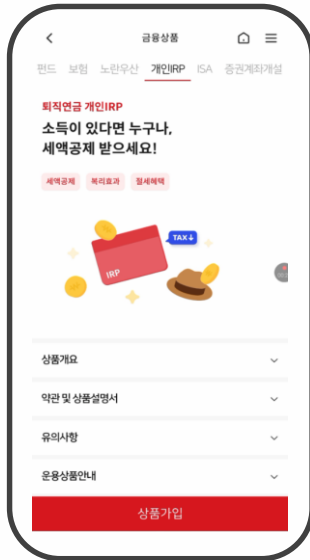 금융상품
펀드 보험 노란우산 개인IRP ISA 증권계좌개설
퇴직연금 개인IRP
소득이 있다면 누구나,
세액공제 받으세요!
세액공제 복리효과 절세혜택
TAX↓
IRP
상품개요
약관 및 상품설명서
유의사항
운용상품안내
상품가입